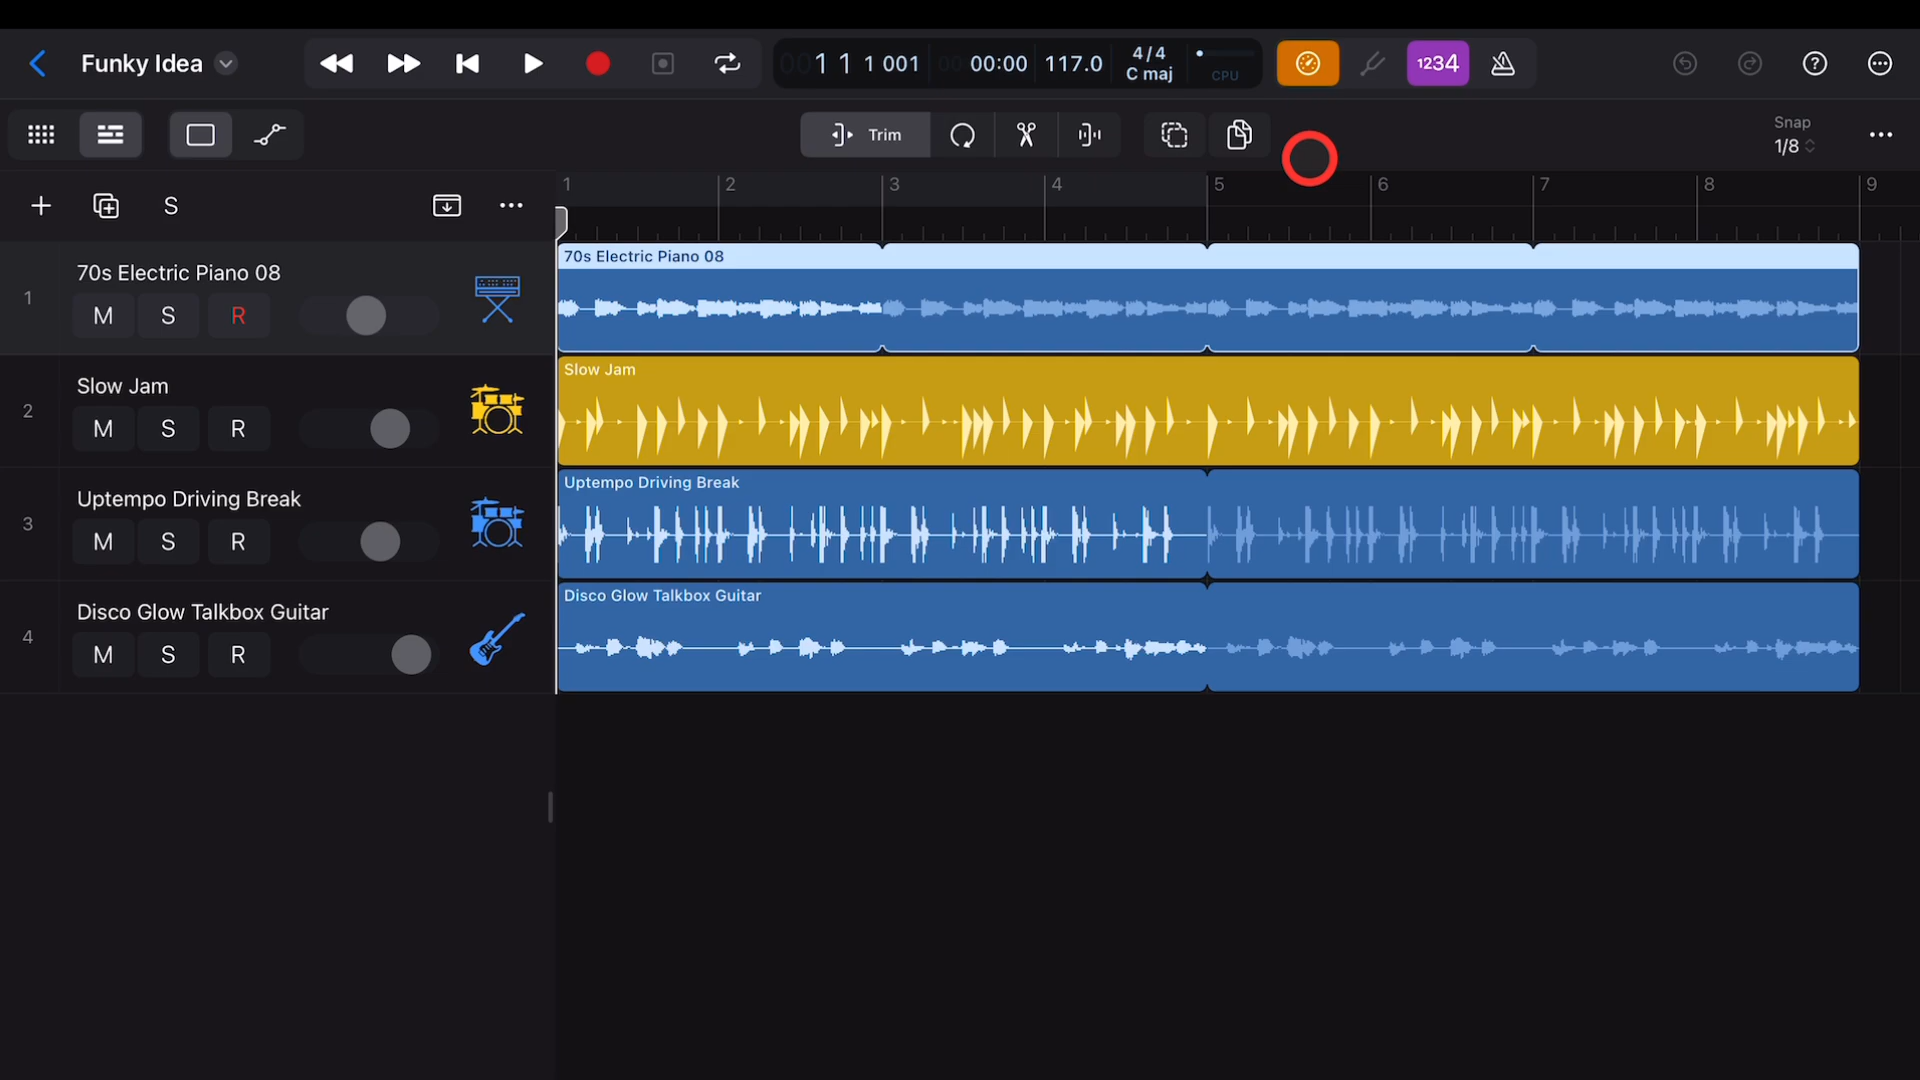 Funky Idea
001 1 1 001
00 00:00
117.0
4/4
C maj
CPU
1234
Trim
Snap
1/8
S
1 2 3 4 5 6 7 8 9
1
70s Electric Piano 08
M S R
70s Electric Piano 08
2
Slow Jam
M S R
Slow Jam
3
Uptempo Driving Break
M S R
Uptempo Driving Break
4
Disco Glow Talkbox Guitar
M S R
Disco Glow Talkbox Guitar